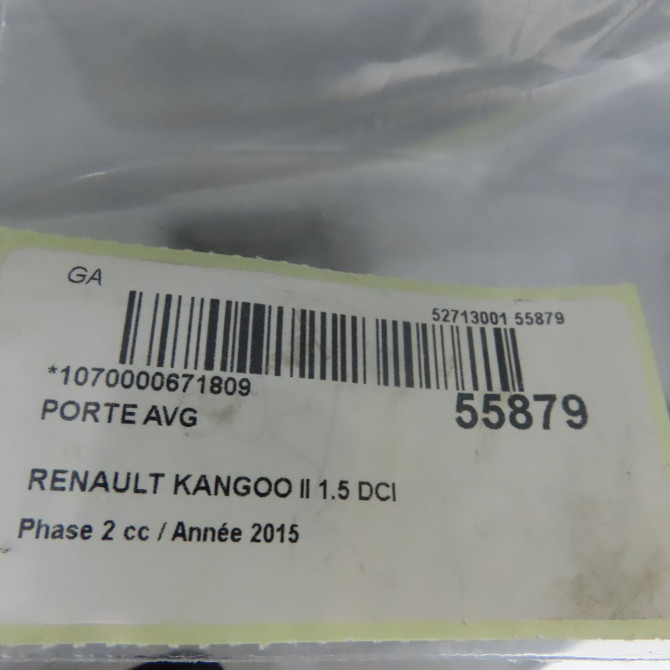 GA
52713001 55879
*1070000671809
55879
PORTE AVG
RENAULT KANGOO II 1.5 DCI
Phase 2 cc / Année 2015